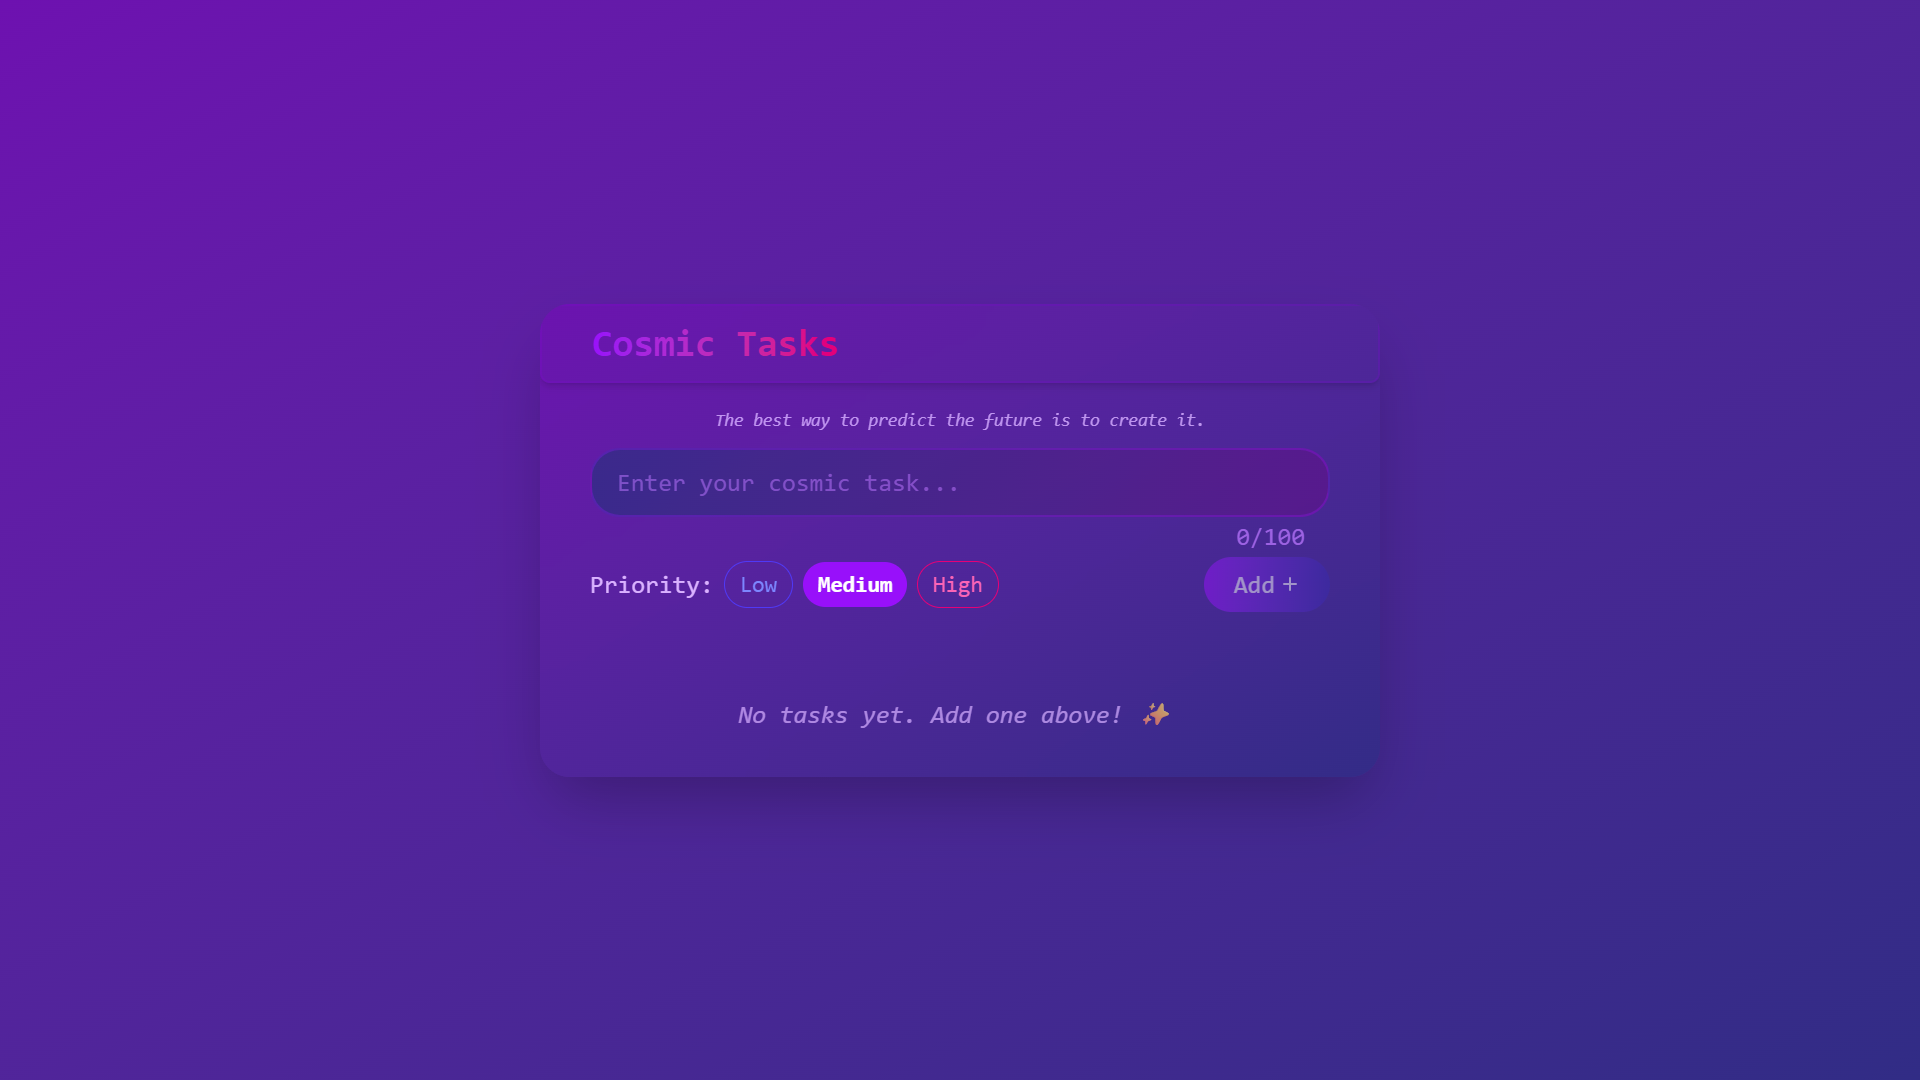 Cosmic Tasks
The best way to predict the future is to create it.
Enter your cosmic task...
0/100
Priority: Low Medium High Add +
No tasks yet. Add one above! ✨